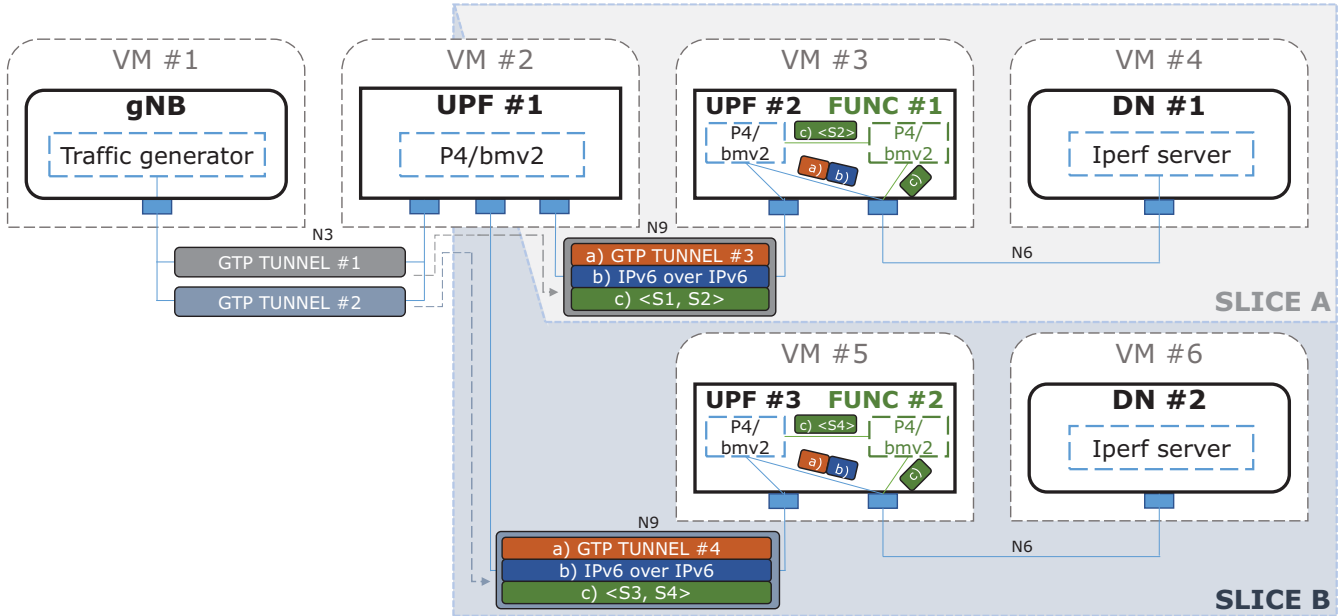 VM #1
gNB
Traffic generator
VM #2
UPF #1
P4/bmv2
VM #3
UPF #2
FUNC #1
P4/
bmv2
c) <S2>
P4/
bmv2
a)
b)
c)
VM #4
DN #1
Iperf server
N3
GTP TUNNEL #1
GTP TUNNEL #2
N9
a) GTP TUNNEL #3
b) IPv6 over IPv6
c) <S1, S2>
N6
SLICE A
VM #5
UPF #3
FUNC #2
P4/
bmv2
c) <S4>
P4/
bmv2
a)
b)
c)
VM #6
DN #2
Iperf server
N9
a) GTP TUNNEL #4
b) IPv6 over IPv6
c) <S3, S4>
N6
SLICE B